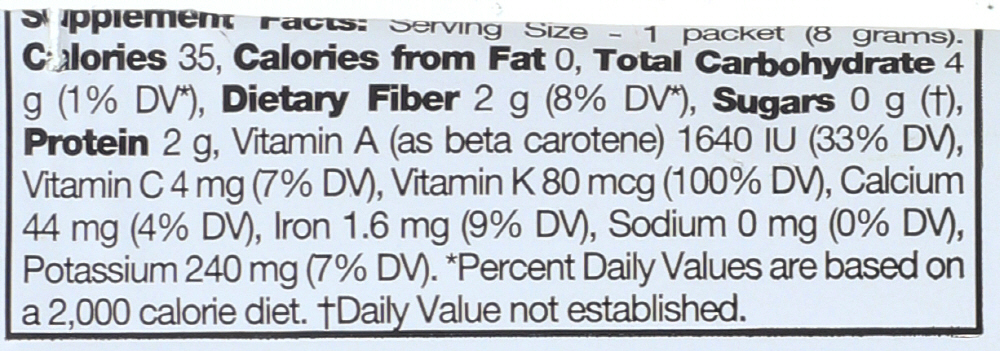 Supplement Facts: Serving Size - 1 packet (8 grams).
Calories 35, Calories from Fat 0, Total Carbohydrate 4
g (1% DV*), Dietary Fiber 2 g (8% DV*), Sugars 0 g (†),
Protein 2 g, Vitamin A (as beta carotene) 1640 IU (33% DV),
Vitamin C 4 mg (7% DV), Vitamin K 80 mcg (100% DV), Calcium
44 mg (4% DV), Iron 1.6 mg (9% DV), Sodium 0 mg (0% DV),
Potassium 240 mg (7% DV). *Percent Daily Values are based on
a 2,000 calorie diet. †Daily Value not established.